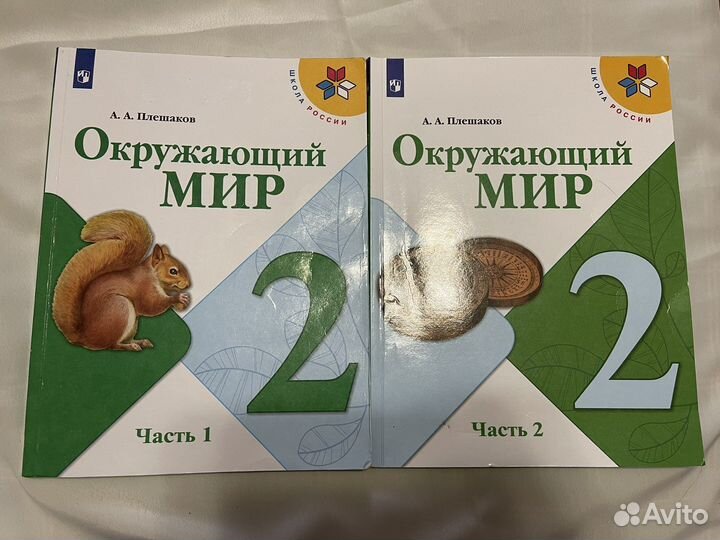 ШКОЛА РОССИИ
А. А. Плешаков
Окружающий
МИР
2
Часть 1
ШКОЛА РОССИИ
А. А. Плешаков
Окружающий
МИР
2
Часть 2
Avito